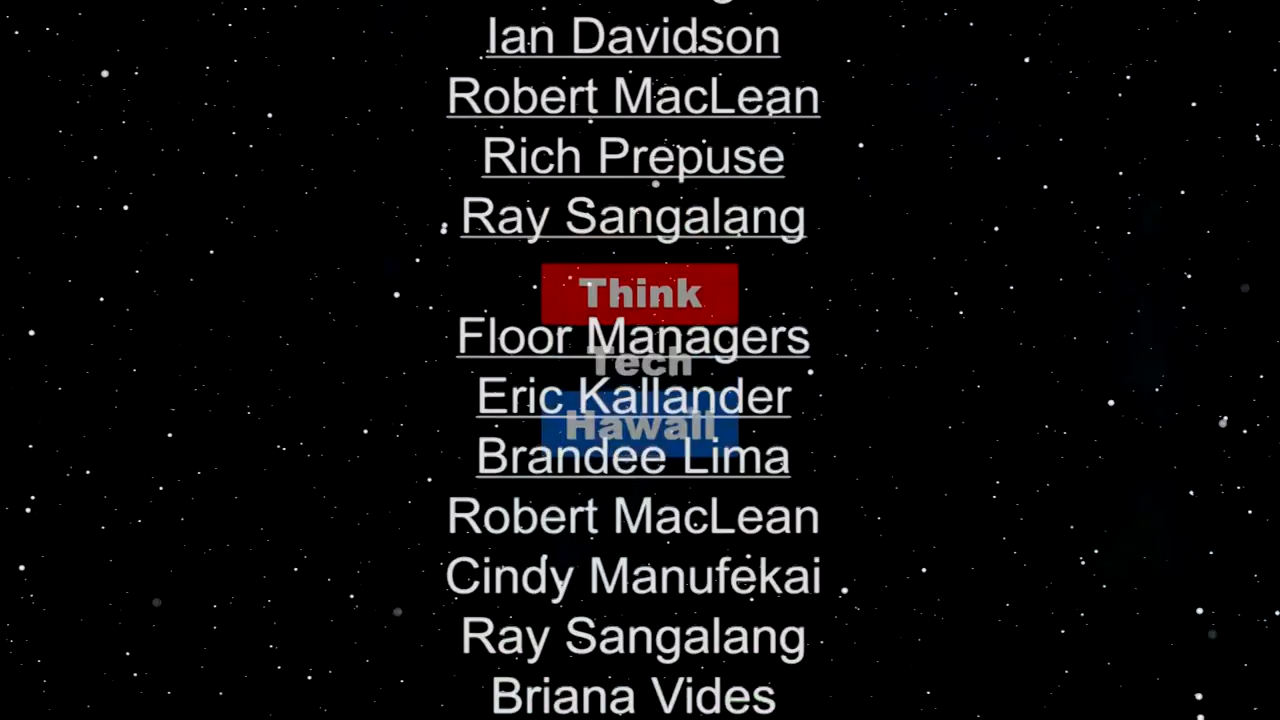 Ian Davidson
Robert MacLean
Rich Prepuse
Ray Sangalang
Think
Floor Managers
Tech
Eric Kallander
Hawaii
Brandee Lima
Robert MacLean
Cindy Manufekai
Ray Sangalang
Briana Vides